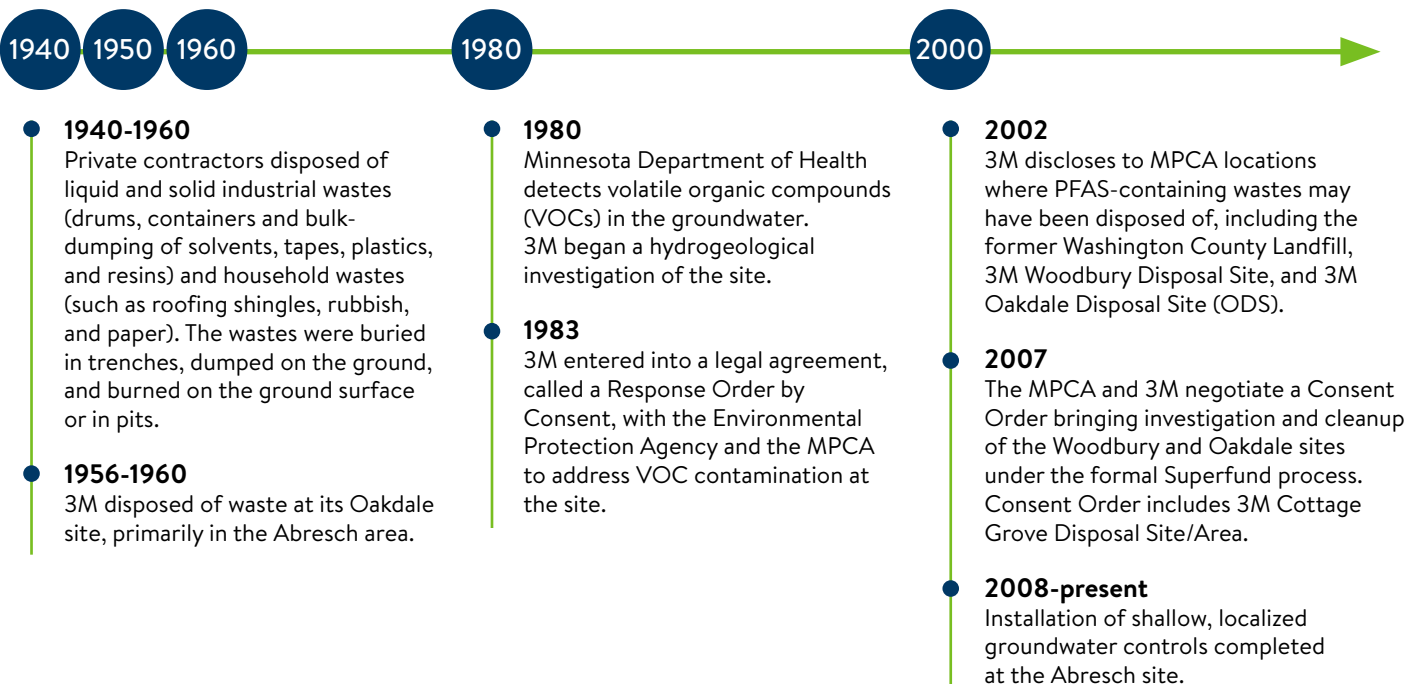 1940 1950 1960 1980 2000
1940-1960
Private contractors disposed of
liquid and solid industrial wastes
(drums, containers and bulk-
dumping of solvents, tapes, plastics,
and resins) and household wastes
(such as roofing shingles, rubbish,
and paper). The wastes were buried
in trenches, dumped on the ground,
and burned on the ground surface
or in pits.
1956-1960
3M disposed of waste at its Oakdale
site, primarily in the Abresch area.
1980
Minnesota Department of Health
detects volatile organic compounds
(VOCs) in the groundwater.
3M began a hydrogeological
investigation of the site.
1983
3M entered into a legal agreement,
called a Response Order by
Consent, with the Environmental
Protection Agency and the MPCA
to address VOC contamination at
the site.
2002
3M discloses to MPCA locations
where PFAS-containing wastes may
have been disposed of, including the
former Washington County Landfill,
3M Woodbury Disposal Site, and 3M
Oakdale Disposal Site (ODS).
2007
The MPCA and 3M negotiate a Consent
Order bringing investigation and cleanup
of the Woodbury and Oakdale sites
under the formal Superfund process.
Consent Order includes 3M Cottage
Grove Disposal Site/Area.
2008-present
Installation of shallow, localized
groundwater controls completed
at the Abresch site.